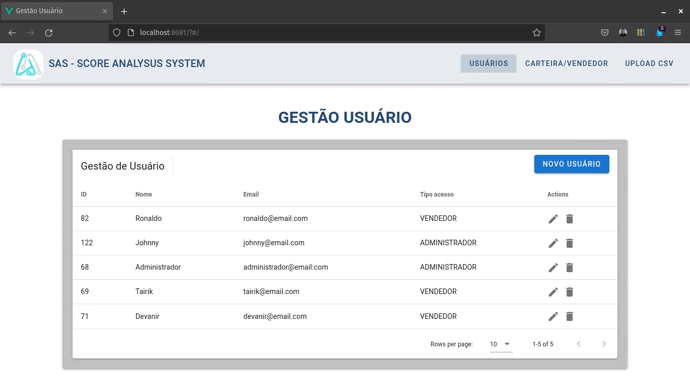 Gestão Usuário
localhost:8081/?#/
SAS - SCORE ANALYSUS SYSTEM
USUÁRIOS CARTEIRA/VENDEDOR UPLOAD CSV
GESTÃO USUÁRIO
Gestão de Usuário NOVO USUÁRIO
ID Nome Email Tipo acesso Actions
82 Ronaldo ronaldo@email.com VENDEDOR
122 Johnny johnny@email.com ADMINISTRADOR
68 Administrador administrador@email.com ADMINISTRADOR
69 Tairik tairik@email.com VENDEDOR
71 Devanir devanir@email.com VENDEDOR
Rows per page: 10 1-5 of 5